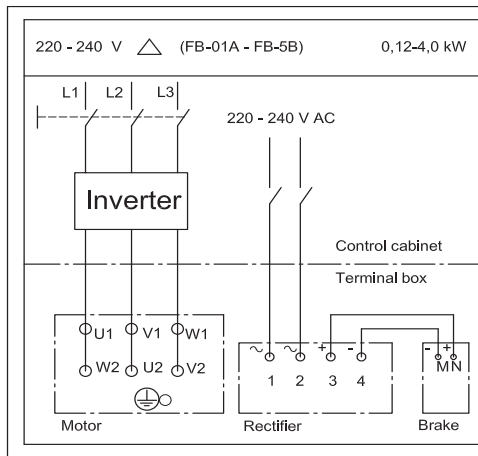 220 - 240 V △ (FB-01A - FB-5B) 0,12-4,0 kW
L1 L2 L3
220 - 240 V AC
Inverter
Control cabinet
Terminal box
U1 V1 W1
W2 U2 V2
~ ~ + -
1 2 3 4
- +
M N
Motor Rectifier Brake